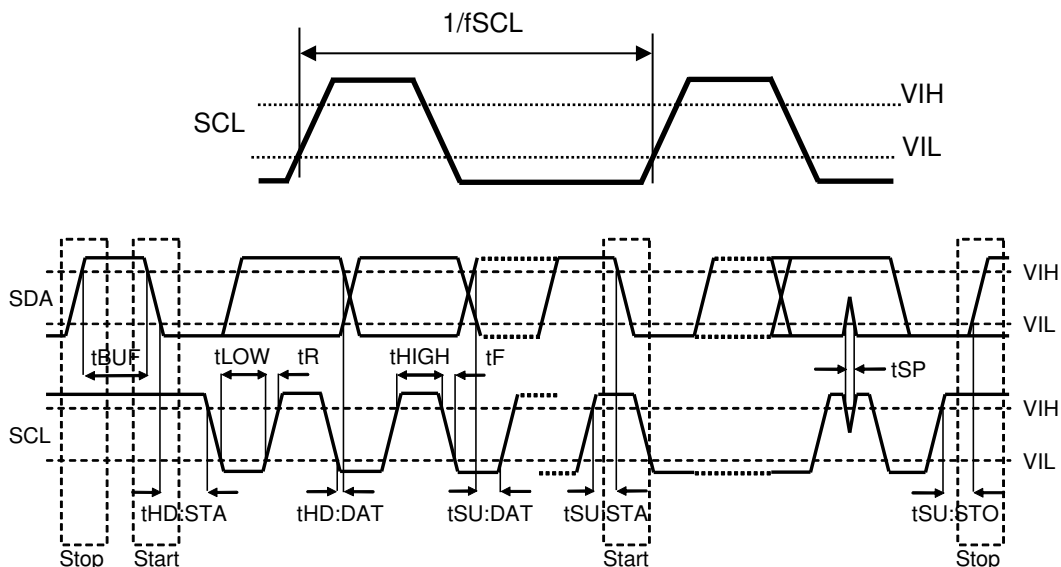 1/fSCL
VIH
SCL
VIL
VIH
SDA
VIL
tBUF tLOW tR tHIGH tF
tSP
VIH
SCL
VIL
tHD:STA tHD:DAT tSU:DAT tSU:STA tSU:STO
Stop Start Start Stop